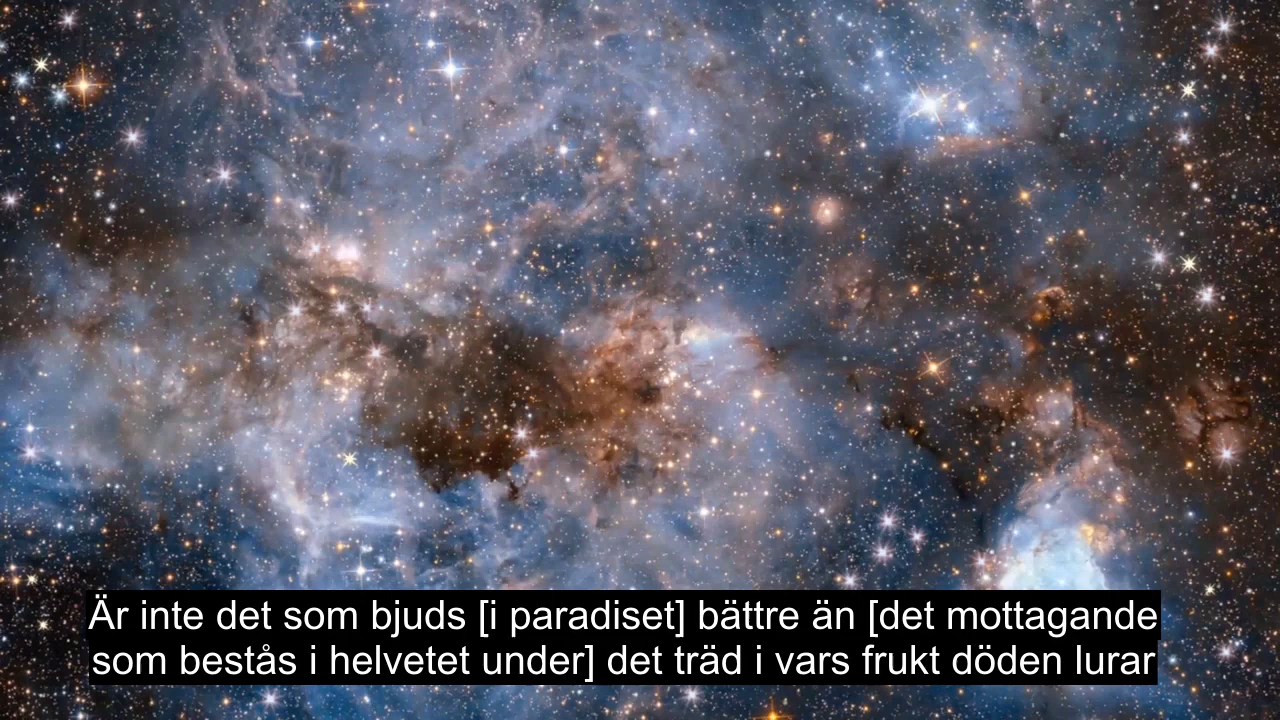 Är inte det som bjuds [i paradiset] bättre än [det mottagande
som bestås i helvetet under] det träd i vars frukt döden lurar